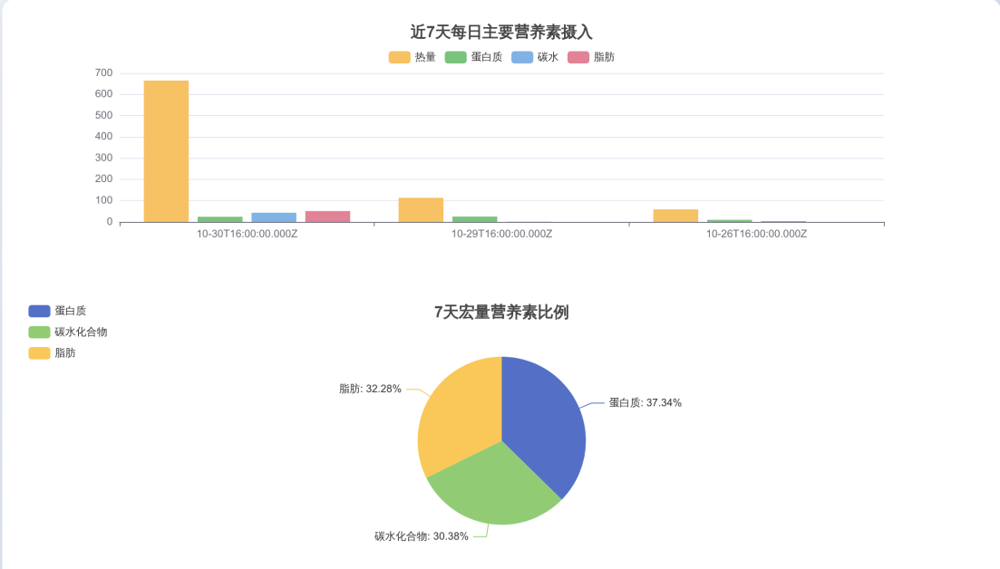 近7天每日主要营养素摄入
热量 蛋白质 碳水 脂肪
700
600
500
400
300
200
100
0
10-30T16:00:00.000Z 10-29T16:00:00.000Z 10-26T16:00:00.000Z
7天宏量营养素比例
蛋白质
碳水化合物
脂肪
脂肪: 32.28%
蛋白质: 37.34%
碳水化合物: 30.38%